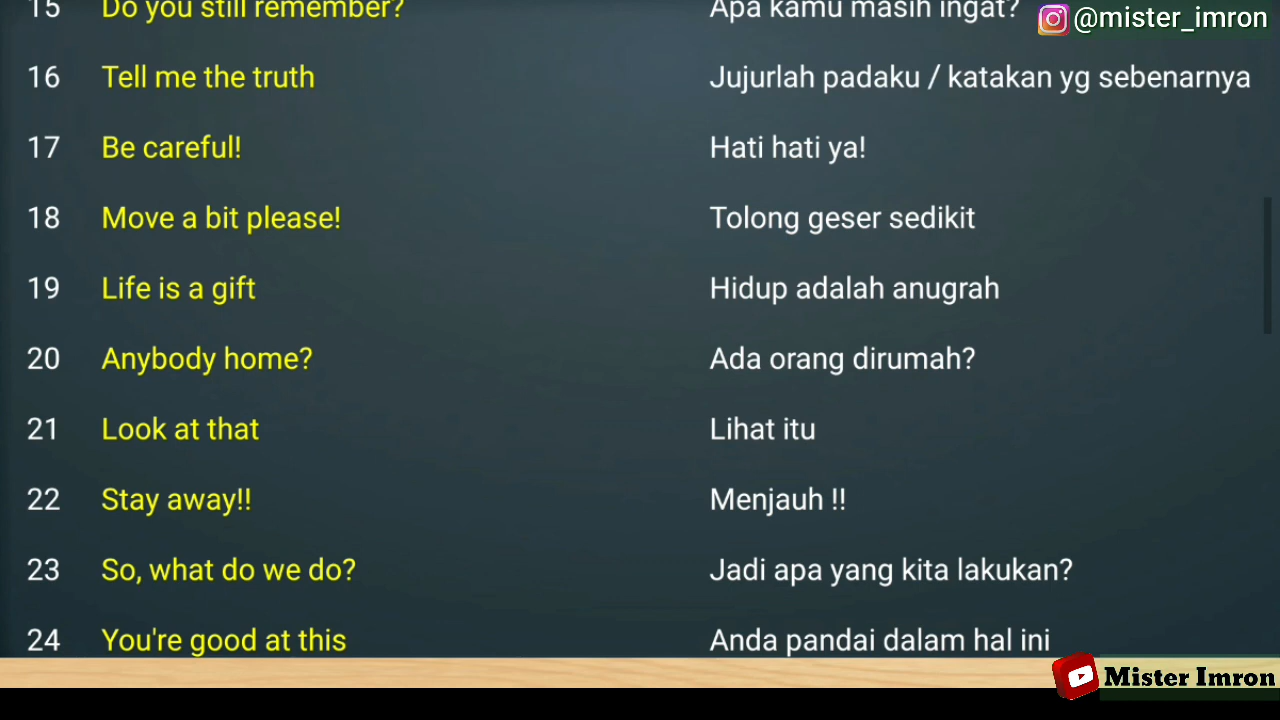 15 Do you still remember? Apa kamu masih ingat?
@mister_imron
16 Tell me the truth Jujurlah padaku / katakan yg sebenarnya
17 Be careful! Hati hati ya!
18 Move a bit please! Tolong geser sedikit
19 Life is a gift Hidup adalah anugrah
20 Anybody home? Ada orang dirumah?
21 Look at that Lihat itu
22 Stay away!! Menjauh !!
23 So, what do we do? Jadi apa yang kita lakukan?
24 You're good at this Anda pandai dalam hal ini
Mister Imron